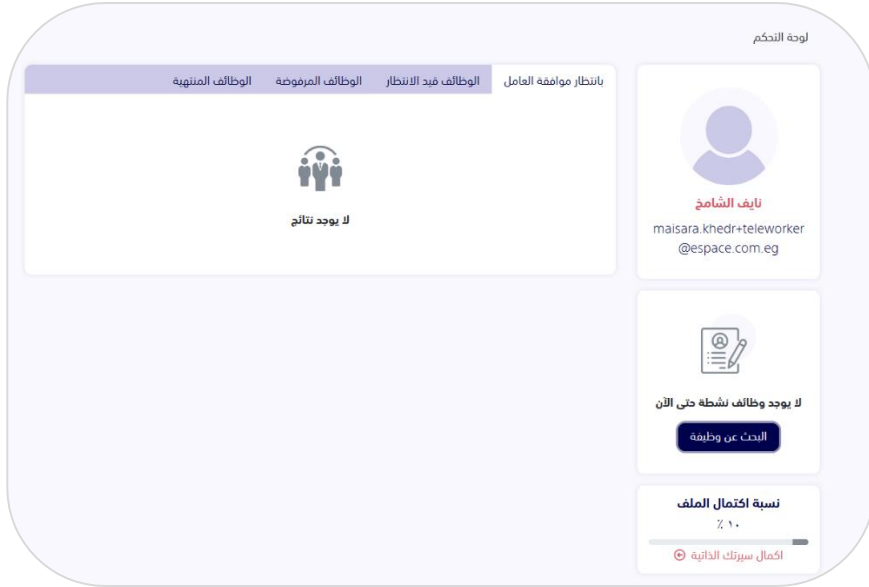 لوحة التحكم
نايف الشامخ
maisara.khedr+teleworker
@espace.com.eg
لا يوجد وظائف نشطة حتى الآن
البحث عن وظيفة
نسبة اكتمال الملف
١٠ ٪
اكمال سيرتك الذاتية
بانتظار موافقة العامل الوظائف قيد الانتظار الوظائف المرفوضة الوظائف المنتهية
لا يوجد نتائج